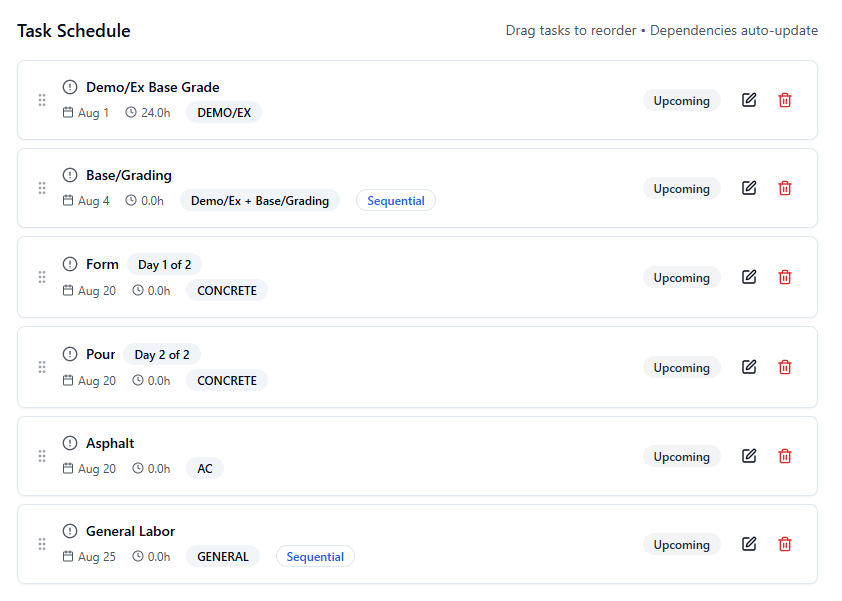 Task Schedule
Drag tasks to reorder • Dependencies auto-update
Demo/Ex Base Grade
Aug 1 24.0h DEMO/EX
Upcoming
Base/Grading
Aug 4 0.0h Demo/Ex + Base/Grading Sequential
Upcoming
Form Day 1 of 2
Aug 20 0.0h CONCRETE
Upcoming
Pour Day 2 of 2
Aug 20 0.0h CONCRETE
Upcoming
Asphalt
Aug 20 0.0h AC
Upcoming
General Labor
Aug 25 0.0h GENERAL Sequential
Upcoming